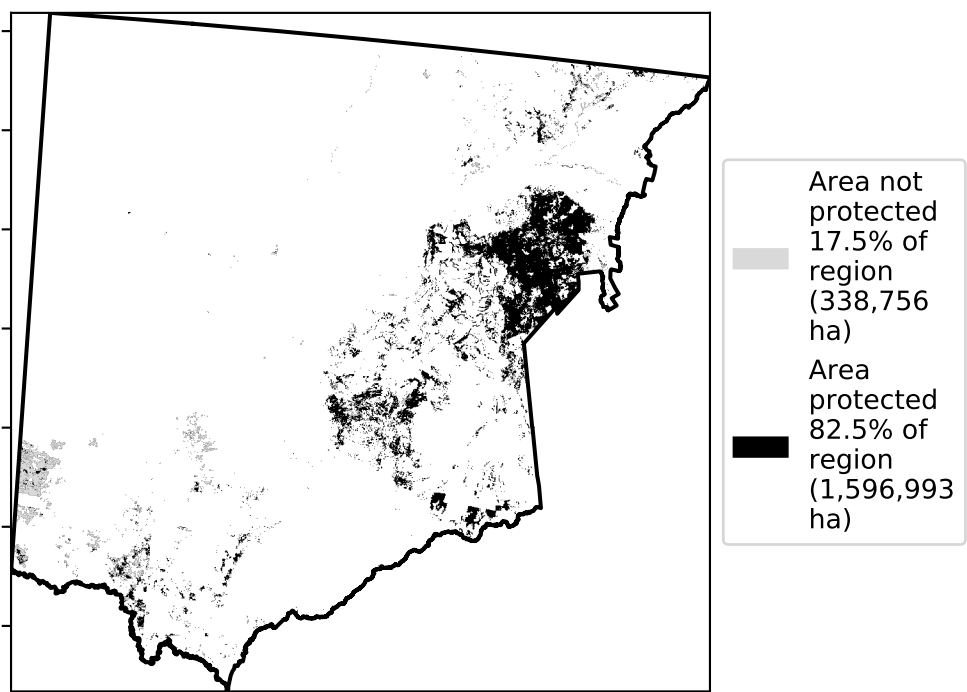 Area not
protected
17.5% of
region
(338,756
ha)
Area
protected
82.5% of
region
(1,596,993
ha)